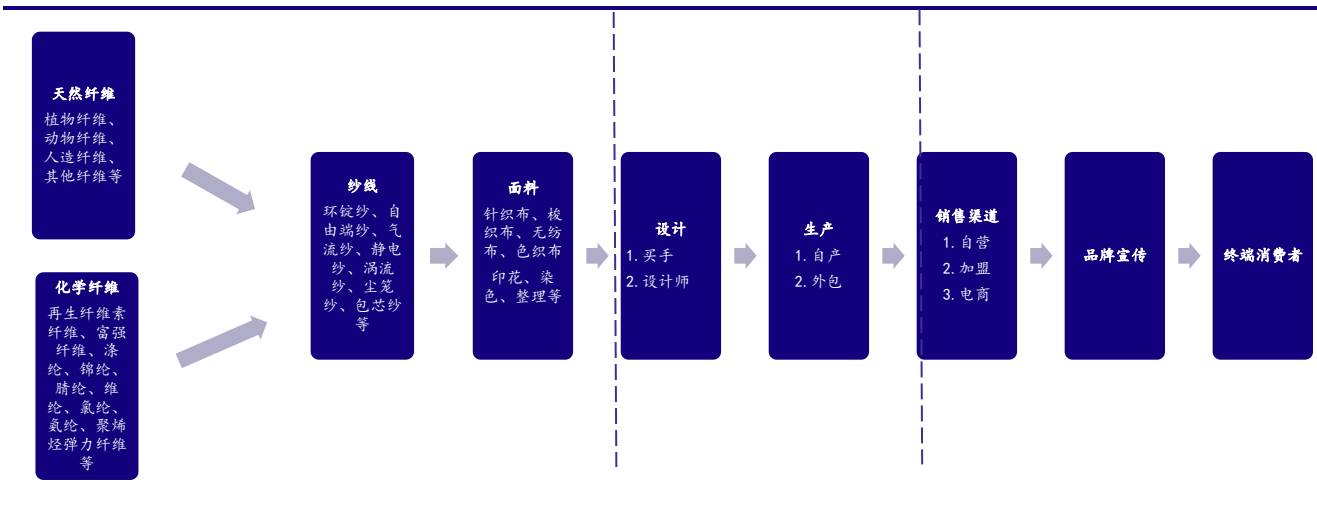 天然纤维
植物纤维、
动物纤维、
人造纤维、
其他纤维等
化学纤维
再生纤维素
纤维、富强
纤维、涤
纶、锦纶、
腈纶、维
纶、氯纶、
氨纶、聚烯
烃弹力纤维
等
纱线
环锭纱、自
由端纱、气
流纱、静电
纱、涡流
纱、尘笼
纱、包芯纱
等
面料
针织布、梭
织布、无纺
布、色织布
印花、染
色、整理等
设计
1.买手
2.设计师
生产
1.自产
2.外包
销售渠道
1.自营
2.加盟
3.电商
品牌宣传
终端消费者